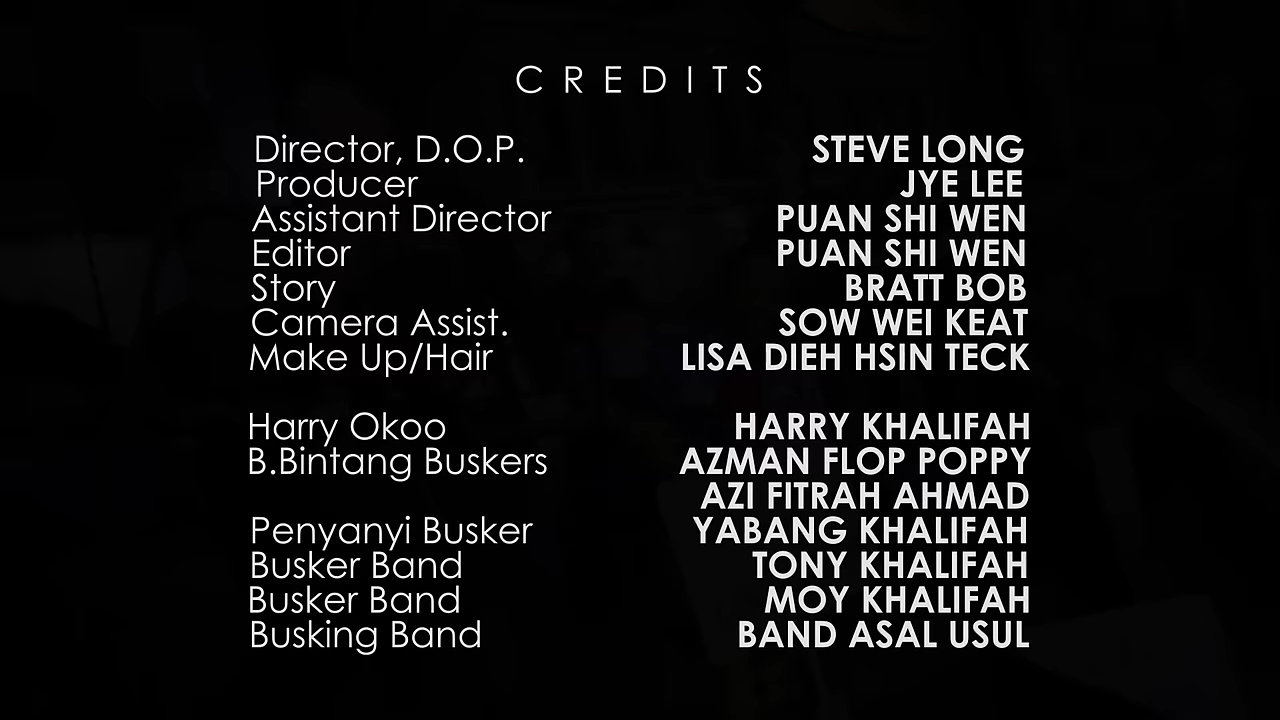 CREDITS
Director, D.O.P. STEVE LONG
Producer JYE LEE
Assistant Director PUAN SHI WEN
Editor PUAN SHI WEN
Story BRATT BOB
Camera Assist. SOW WEI KEAT
Make Up/Hair LISA DIEH HSIN TECK
Harry Okoo HARRY KHALIFAH
B.Bintang Buskers AZMAN FLOP POPPY
AZI FITRAH AHMAD
Penyanyi Busker YABANG KHALIFAH
Busker Band TONY KHALIFAH
Busker Band MOY KHALIFAH
Busking Band BAND ASAL USUL